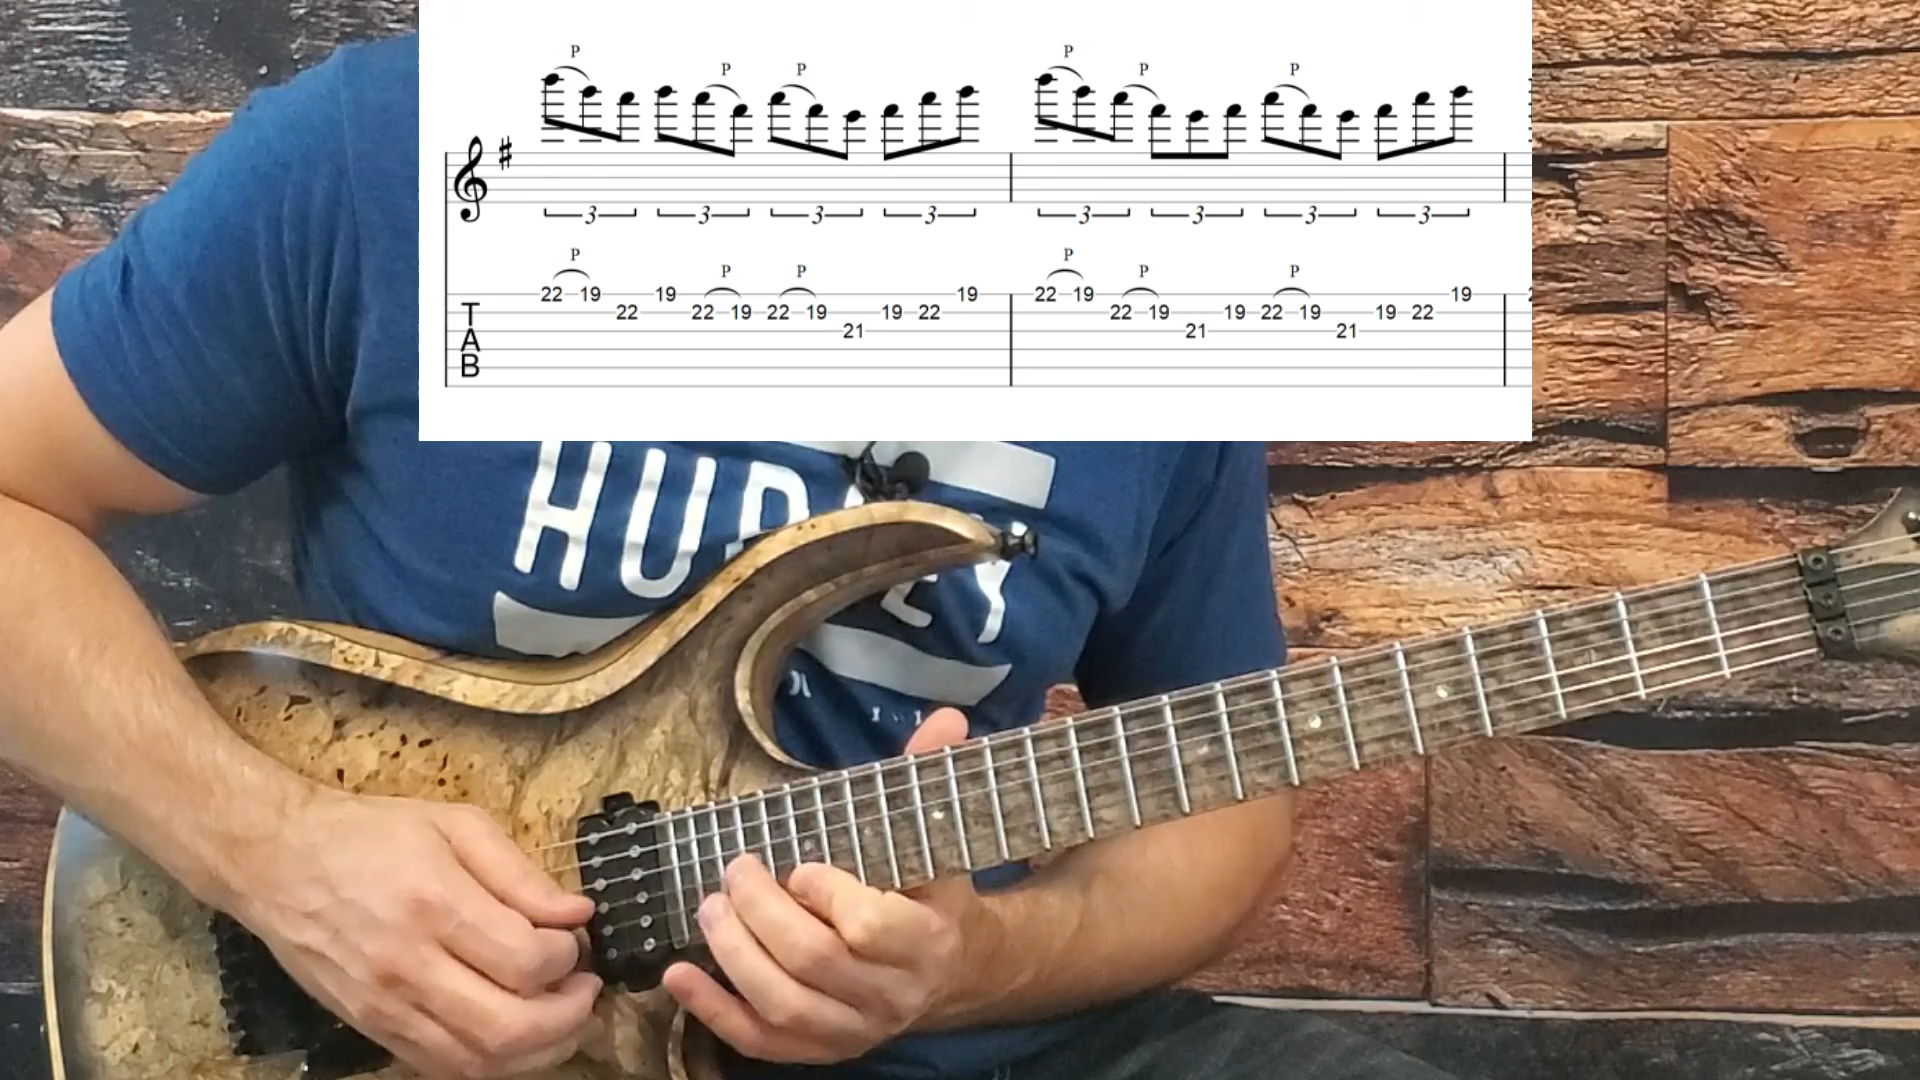 P P P P P P
3 3 3 3 3 3 3 3
P P P P P P
22 19 19 19 22 19 19
22 22 19 22 19 19 22 22 19 19 22 19 19 22
21 21 21
T
A
B
HURLEY